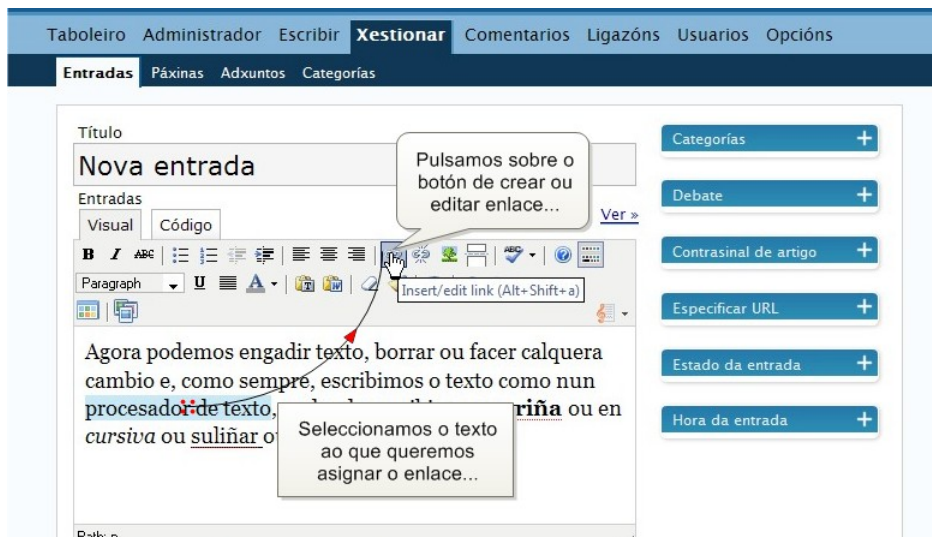 Taboleiro Administrador Escribir Xestionar Comentarios Ligazóns Usuarios Opcións
Entradas Páxinas Adxuntos Categorías
Título
Nova entrada
Entradas
Visual Código
Ver »
Pulsamos sobre o
botón de crear ou
editar enlace...
B I ABC ABC
Paragraph U A
Insert/edit link (Alt+Shift+a)
Agora podemos engadir texto, borrar ou facer calquera
cambio e, como sempre, escribimos o texto como nun
procesador de texto, riña ou en
cursiva ou suliñar
Seleccionamos o texto
ao que queremos
asignar o enlace...
Categorías
Debate
Contrasinal de artigo
Especificar URL
Estado da entrada
Hora da entrada